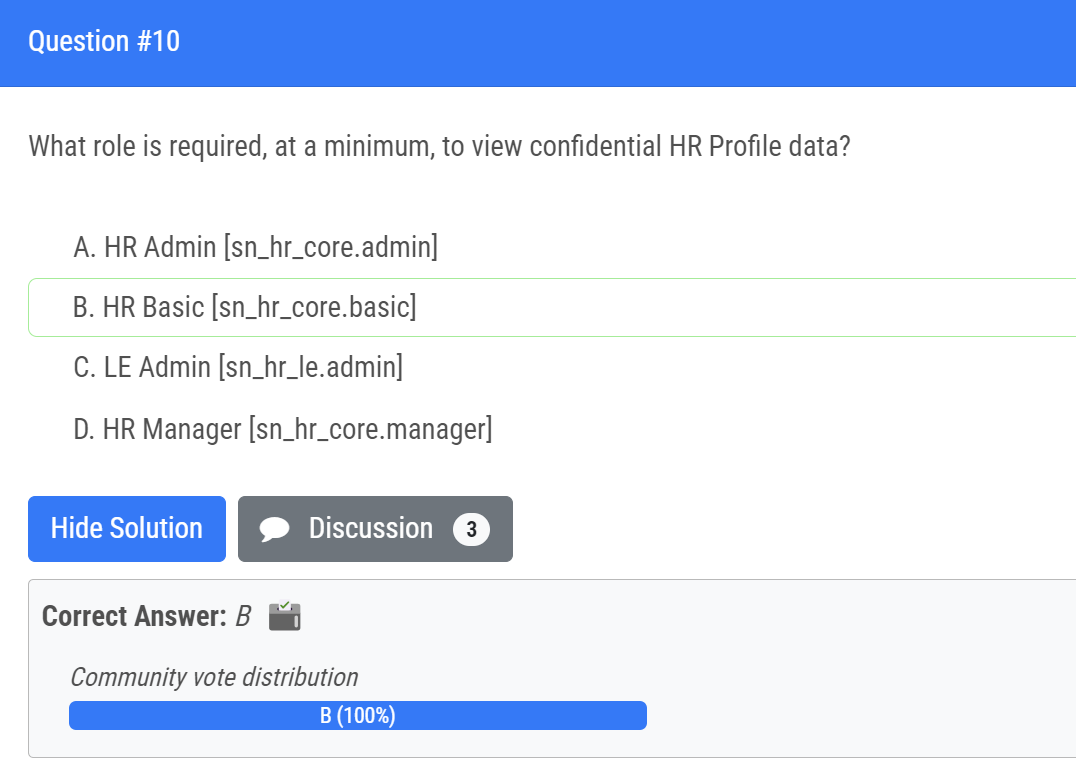 Question #10
What role is required, at a minimum, to view confidential HR Profile data?
A. HR Admin [sn_hr_core.admin]
B. HR Basic [sn_hr_core.basic]
C. LE Admin [sn_hr_le.admin]
D. HR Manager [sn_hr_core.manager]
Hide Solution
Discussion 3
Correct Answer: B
Community vote distribution
B (100%)